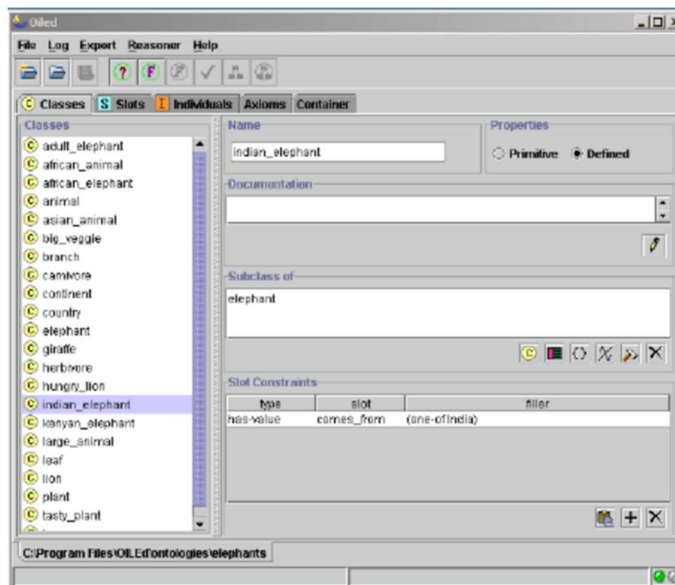 Oiled
File Log Export Reasoner Help
? F
C Classes S Slots I Individuals Axioms Container
Classes
adult_elephant
african_animal
african_elephant
animal
asian_animal
big_veggie
branch
carnivore
continent
country
elephant
giraffe
herbivore
hungry_lion
indian_elephant
kenyan_elephant
large_animal
leaf
lion
plant
tasty_plant
Name
indian_elephant
Properties
Primitive Defined
Documentation
Subclass of
elephant
Slot Constraints
type slot filler
has-value comes_from (one-of India)
C:\Program Files\OILEd\ontologies\elephants